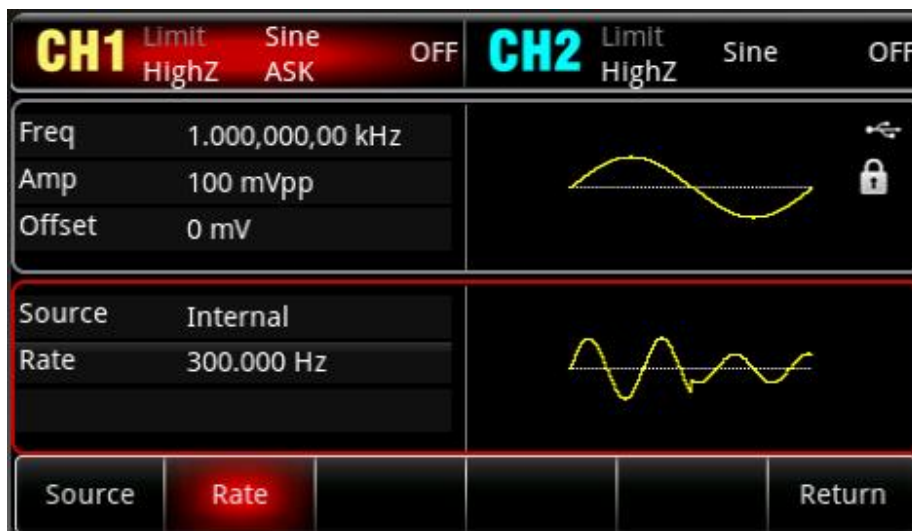 CH1 Limit Sine OFF CH2 Limit Sine OFF
HighZ ASK HighZ
Freq 1.000,000,00 kHz
Amp 100 mVpp
Offset 0 mV
Source Internal
Rate 300.000 Hz
Source Rate Return